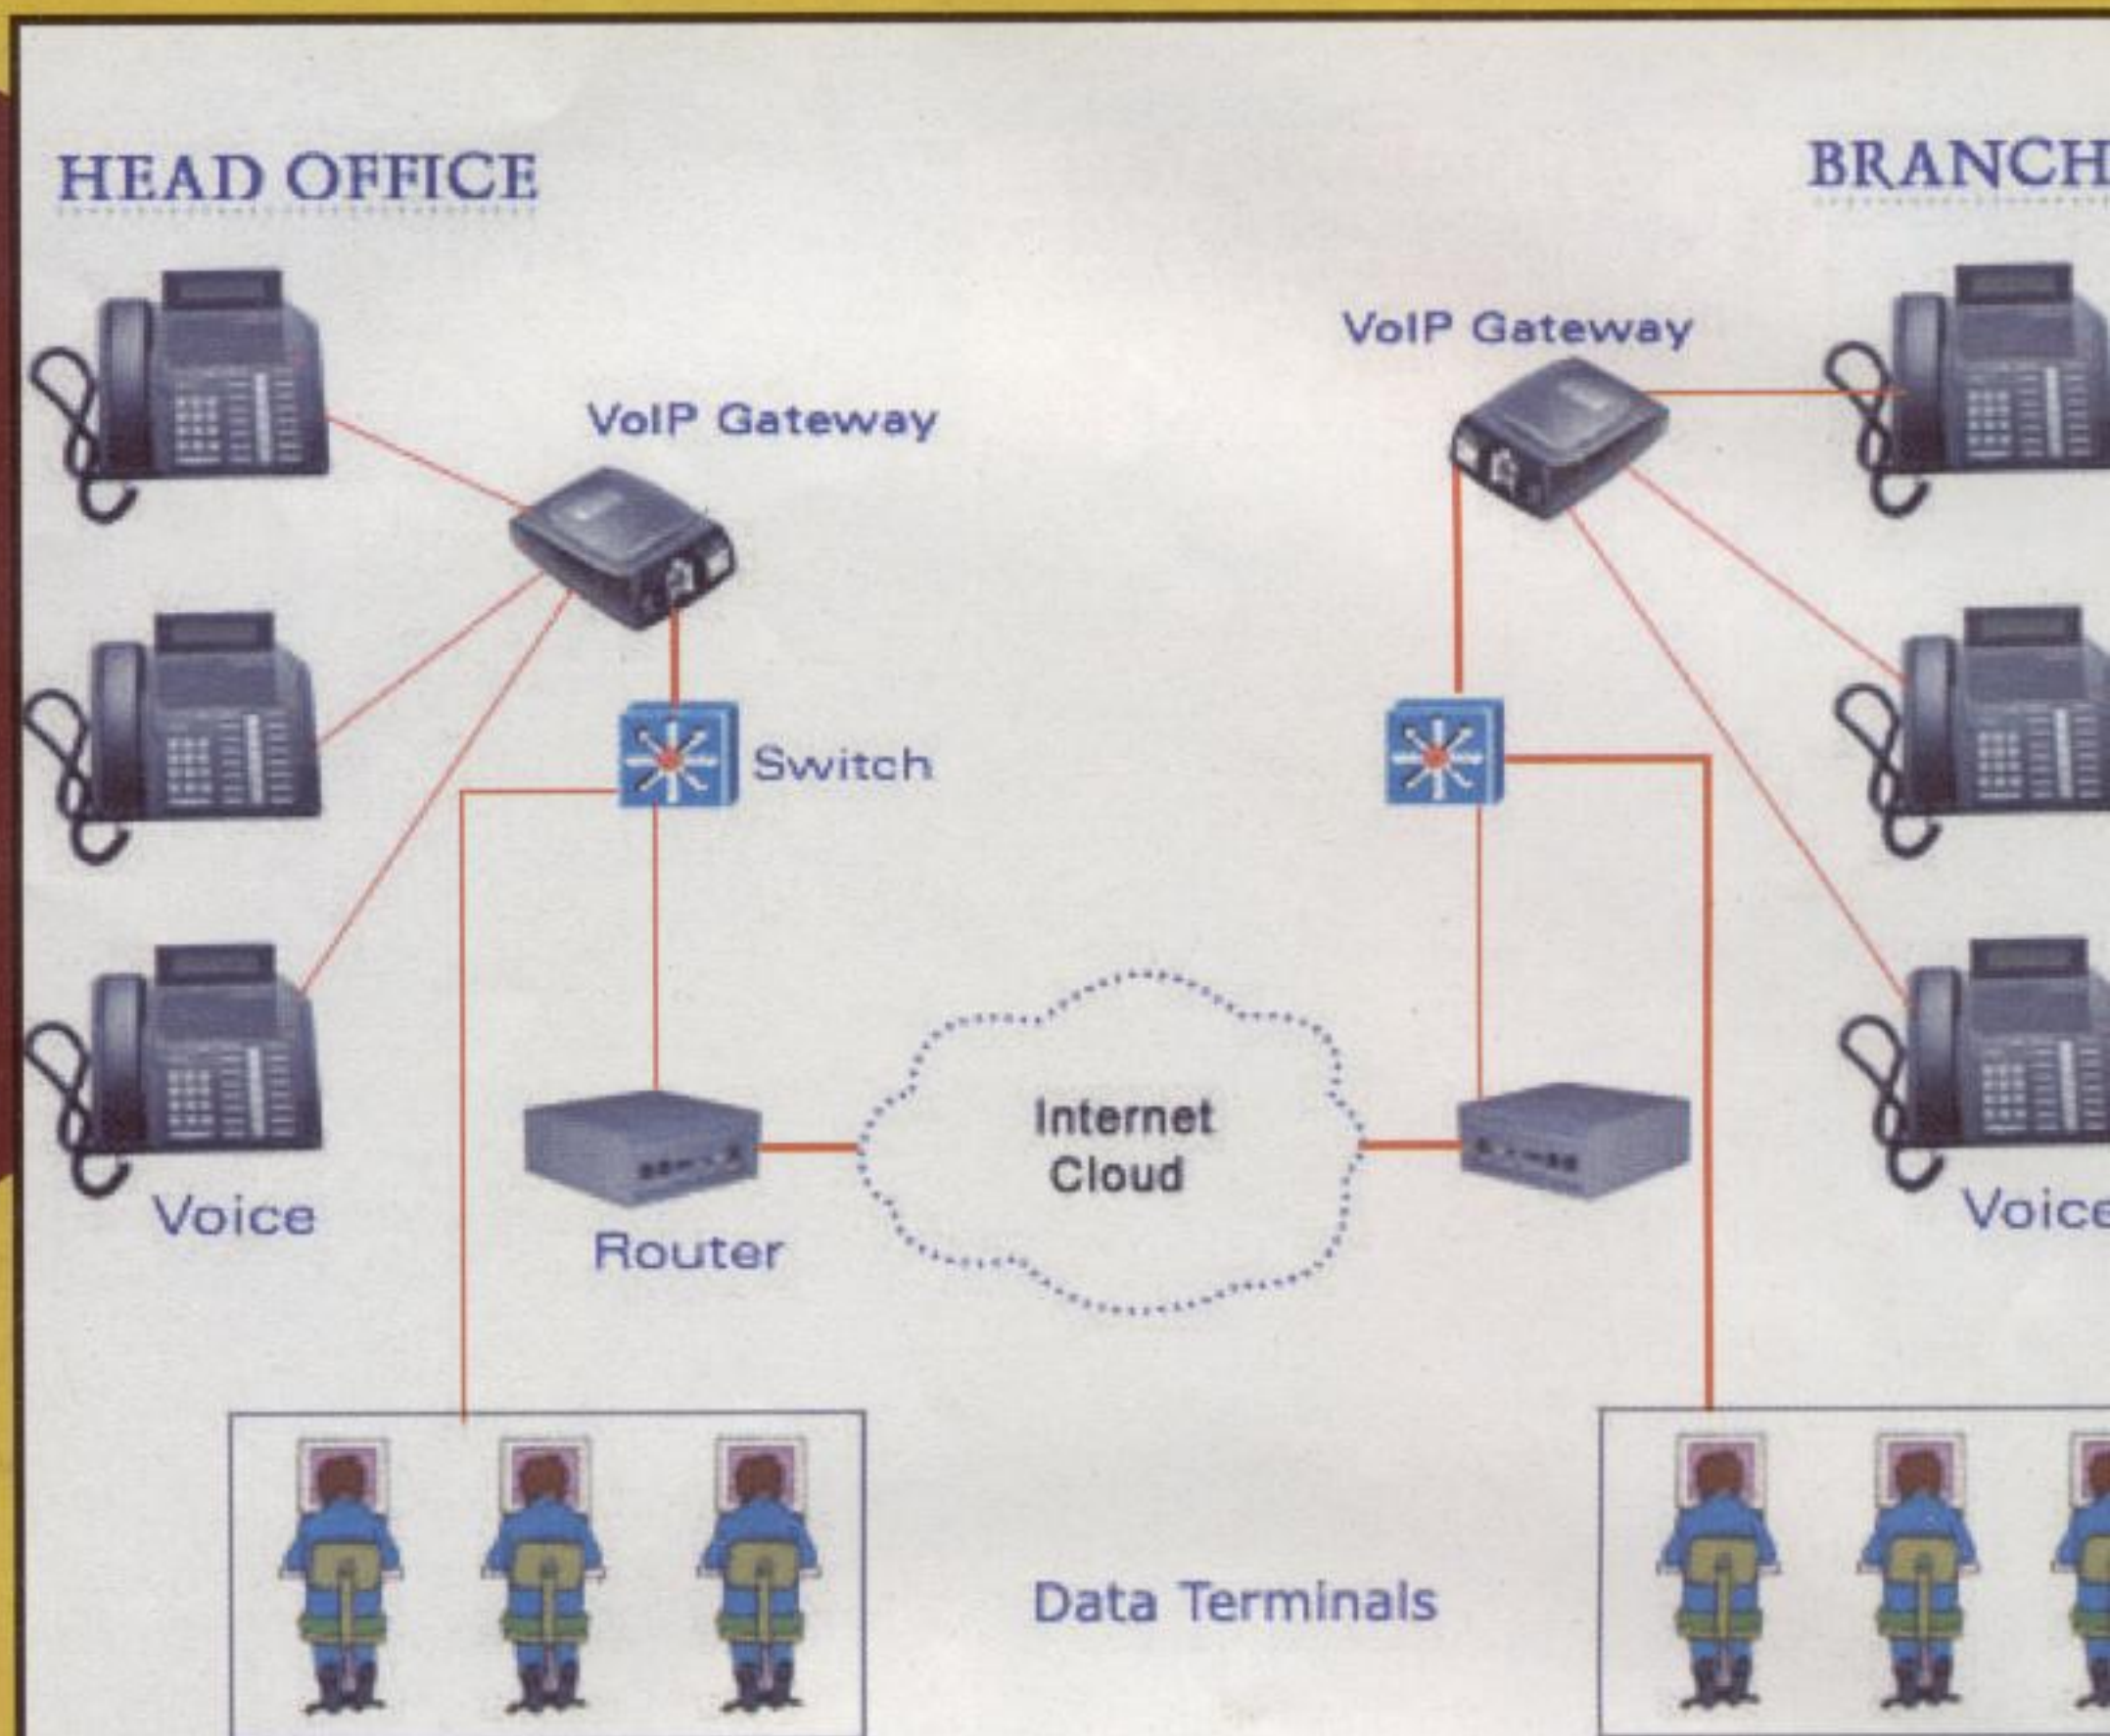 HEAD OFFICE
BRANCH
VoIP Gateway
VoIP Gateway
Switch
Internet
Cloud
Voice
Voice
Router
Data Terminals